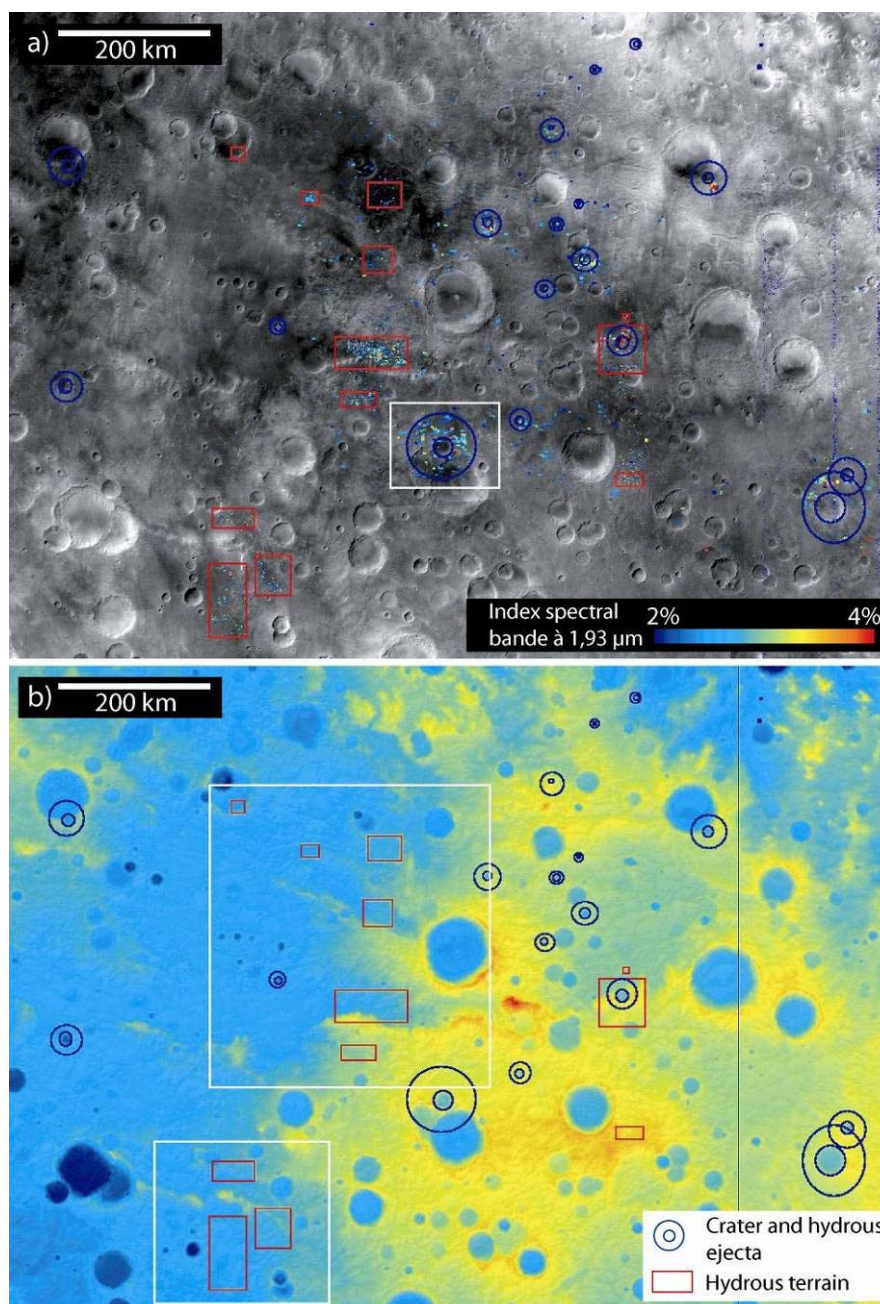 a)
200 km
Index spectral
bande à 1,93 µm
2%
4%
b)
200 km
Crater and hydrous
ejecta
Hydrous terrain